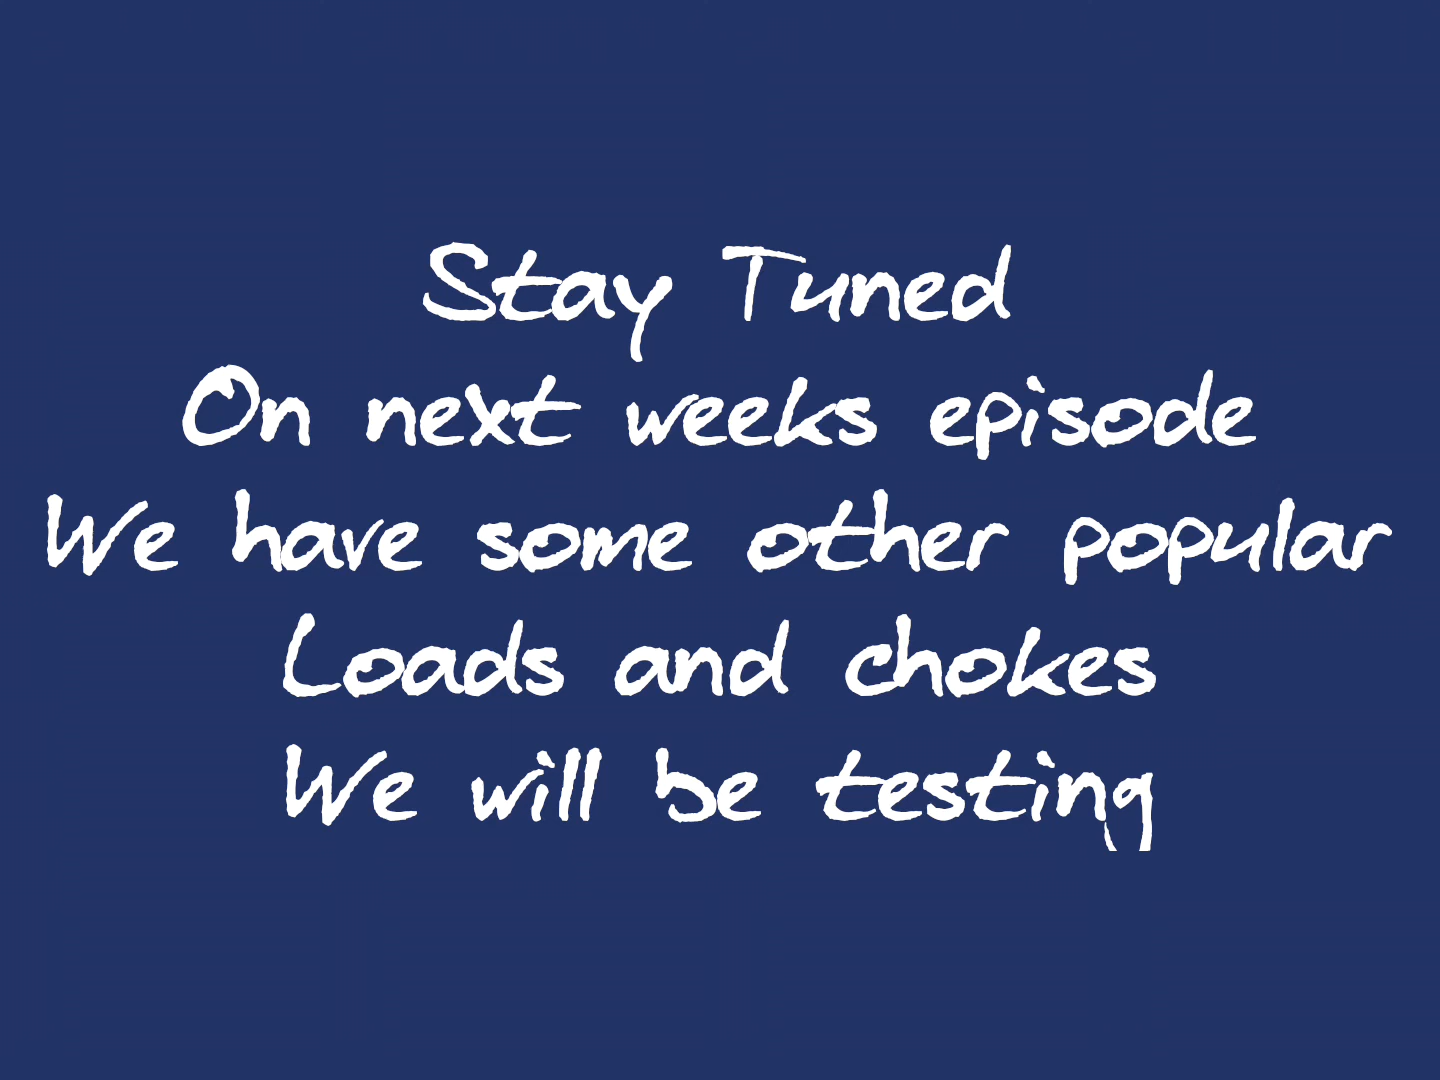 Stay Tuned
On next weeks episode
We have some other popular
Loads and chokes
We will be testing